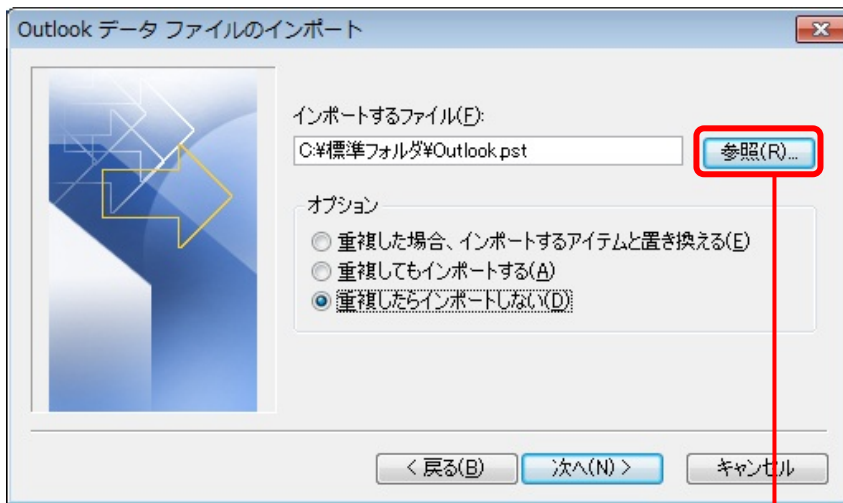 Outlook データ ファイルのインポート
インポートするファイル(F):
C:¥標準フォルダ¥Outlook.pst
参照(R)...
オプション
重複した場合、インポートするアイテムと置き換える(E)
重複してもインポートする(A)
重複したらインポートしない(D)
< 戻る(B)
次へ(N) >
キャンセル